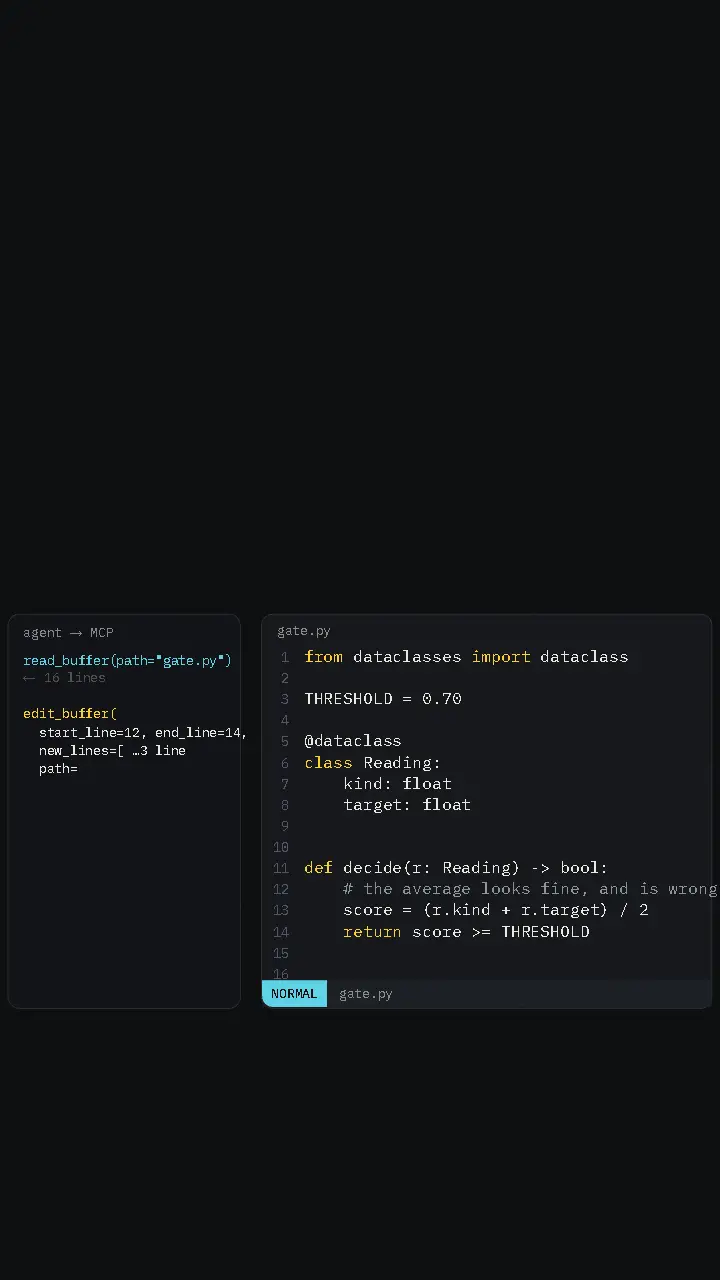 agent → MCP
read_buffer(path="gate.py")
← 16 lines
edit_buffer(
start_line=12, end_line=14,
new_lines=[ …3 line
path=
gate.py
1 from dataclasses import dataclass
2
3 THRESHOLD = 0.70
4
5 @dataclass
6 class Reading:
7 kind: float
8 target: float
9
10
11 def decide(r: Reading) -> bool:
12 # the average looks fine, and is wrong
13 score = (r.kind + r.target) / 2
14 return score >= THRESHOLD
15
16
NORMAL gate.py